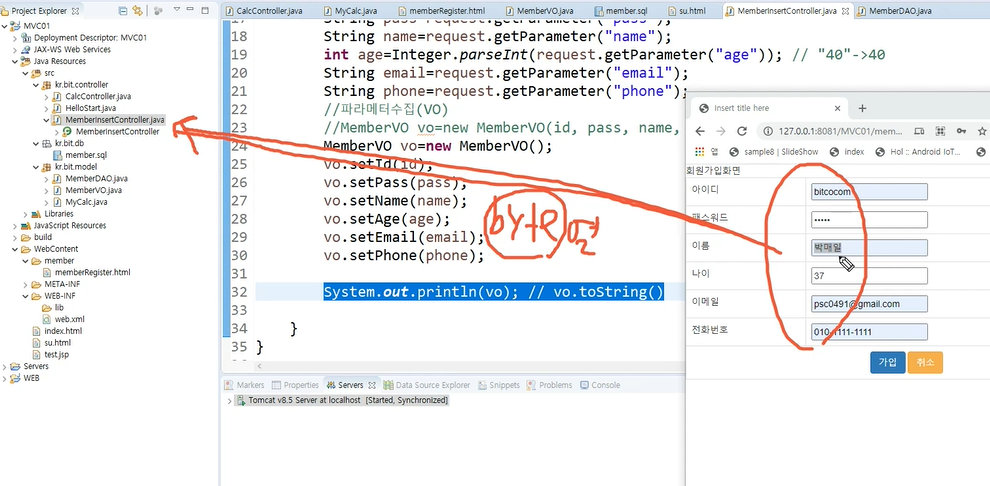 Project Explorer
MVC01
Deployment Descriptor: MVC01
JAX-WS Web Services
Java Resources
src
kr.bit.controller
CalcController.java
HelloStart.java
MemberInsertController.java
MemberInsertController
kr.bit.db
member.sql
kr.bit.model
MemberDAO.java
MemberVO.java
MyCalc.java
Libraries
JavaScript Resources
build
WebContent
member
memberRegister.html
META-INF
WEB-INF
lib
web.xml
index.html
su.html
test.jsp
Servers
WEB
CalcController.java MyCalc.java memberRegister.html MemberVO.java member.sql su.html MemberInsertController.java MemberDAO.java
18 String name=request.getParameter("name");
19 int age=Integer.parseInt(request.getParameter("age")); // "40"->40
20 String email=request.getParameter("email");
21 String phone=request.getParameter("phone");
22 //파라메터수집(VO)
23 //MemberVO vo=new MemberVO(id, pass, name,
24 MemberVO vo=new MemberVO();
25 vo.setId(id);
26 vo.setPass(pass);
27 vo.setName(name);
28 vo.setAge(age);
29 vo.setEmail(email);
30 vo.setPhone(phone);
31
32 System.out.println(vo); // vo.toString()
33
34 }
35 }
Markers Properties Servers Data Source Explorer Snippets Problems Console
Tomcat v8.5 Server at localhost [Started, Synchronized]
Insert title here
127.0.0.1:8081/MVC01/mem...
앱 sample8 | SlideShow index HoI :: Android IoT...
회원가입화면
아이디 bitcocom
패스워드 •••••
이름 박매일
나이 37
이메일 psc0491@gmail.com
전화번호 010-1111-1111
가입 취소